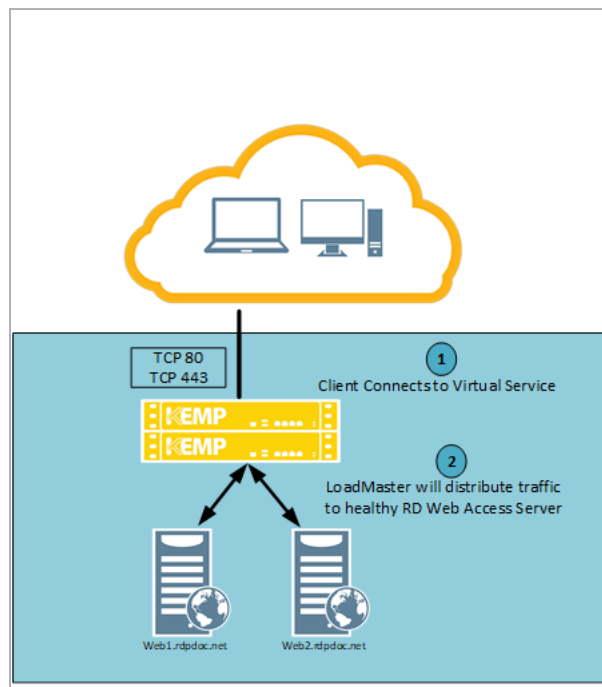 TCP 80
TCP 443
1
Client Connects to Virtual Service
KEMP
KEMP
2
LoadMaster will distribute traffic
to healthy RD Web Access Server
Web1.rdpdoc.net
Web2.rdpdoc.net